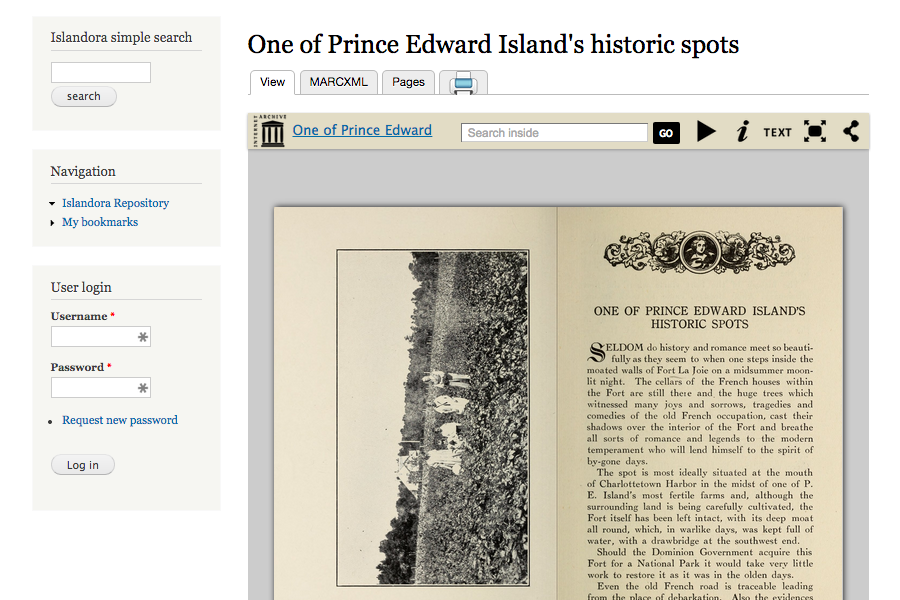 Islandora simple search
search
Navigation
Islandora Repository
My bookmarks
User login
Username *
Password *
Request new password
Log in
One of Prince Edward Island's historic spots
View
MARCXML
Pages
INTERNET ARCHIVE
One of Prince Edward
Search inside
GO
i
TEXT
ONE OF PRINCE EDWARD ISLAND'S
HISTORIC SPOTS
SELDOM do history and romance meet so beauti-
fully as they seem to when one steps inside the
moated walls of Fort La Joie on a midsummer moon-
lit night. The cellars of the French houses within
the Fort are still there and the huge trees which
witnessed many joys and sorrows, tragedies and
comedies of the old French occupation, cast their
shadows over the interior of the Fort and breathe
all sorts of romance and legends to the modern
temperament who will lend himself to the spirit of
by-gone days.
The spot is most ideally situated at the mouth
of Charlottetown Harbor in the midst of one of P.
E. Island's most fertile farms and, although the
surrounding land is being carefully cultivated, the
Fort itself has been left intact, with its deep moat
all round, which, in warlike days, was kept full of
water, with a drawbridge at the southwest end.
Should the Dominion Government acquire this
Fort for a National Park it would take very little
work to restore it as it was in the olden days.
Even the old French road is traceable leading
from the place of debarkation. Also the evidences